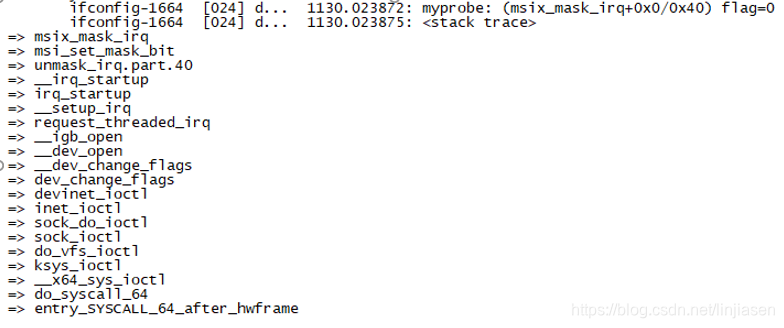 ifconfig-1664 [024] d... 1130.023872: myprobe: (msix_mask_irq+0x0/0x40) flag=0
ifconfig-1664 [024] d... 1130.023875: <stack trace>
=> msix_mask_irq
=> msi_set_mask_bit
=> unmask_irq.part.40
=> __irq_startup
=> irq_startup
=> __setup_irq
=> request_threaded_irq
=> __igb_open
=> __dev_open
=> __dev_change_flags
=> dev_change_flags
=> devinet_ioctl
=> inet_ioctl
=> sock_do_ioctl
=> sock_ioctl
=> do_vfs_ioctl
=> ksys_ioctl
=> __x64_sys_ioctl
=> do_syscall_64
=> entry_SYSCALL_64_after_hwframe
https://blog.csdn.net/linjiasen